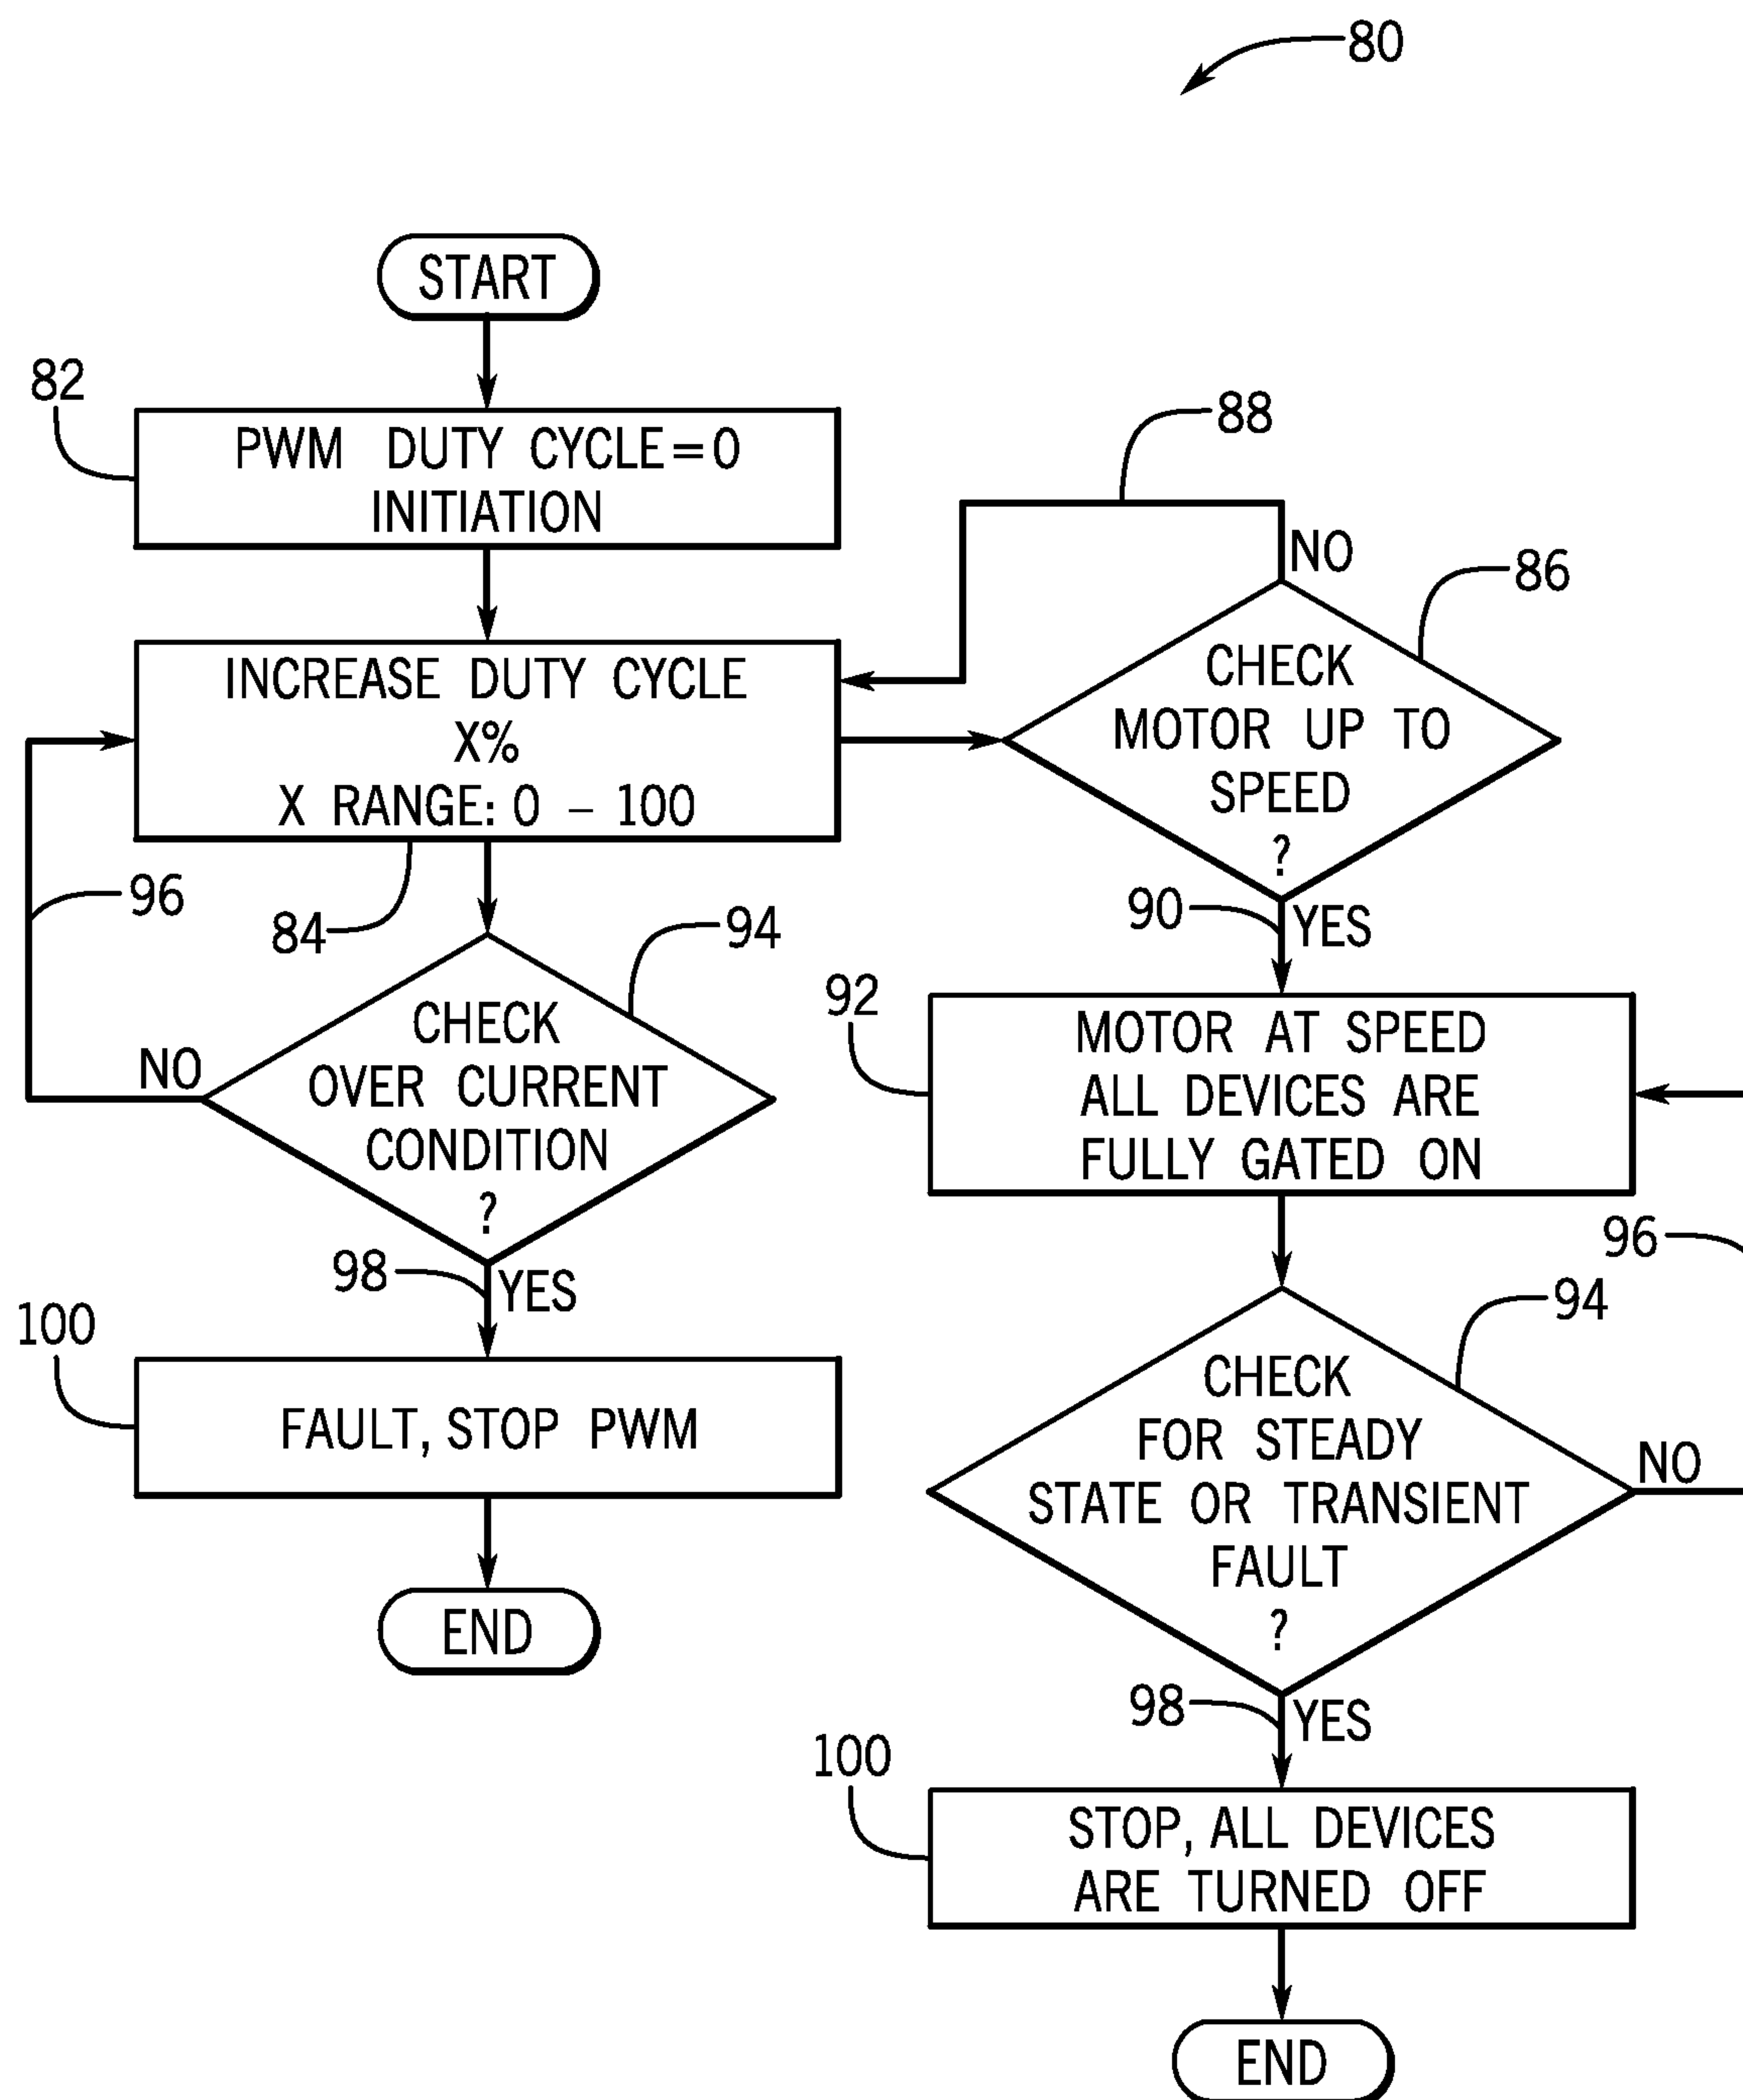 80
START
82
PWM DUTY CYCLE=0
INITIATION
88
NO
86
INCREASE DUTY CYCLE
X%
X RANGE: 0 – 100
CHECK
MOTOR UP TO
SPEED
?
96
84
94
90
YES
CHECK
OVER CURRENT
CONDITION
?
NO
92
MOTOR AT SPEED
ALL DEVICES ARE
FULLY GATED ON
98
YES
96
94
100
FAULT, STOP PWM
CHECK
FOR STEADY
STATE OR TRANSIENT
FAULT
?
NO
END
98
YES
100
STOP, ALL DEVICES
ARE TURNED OFF
END